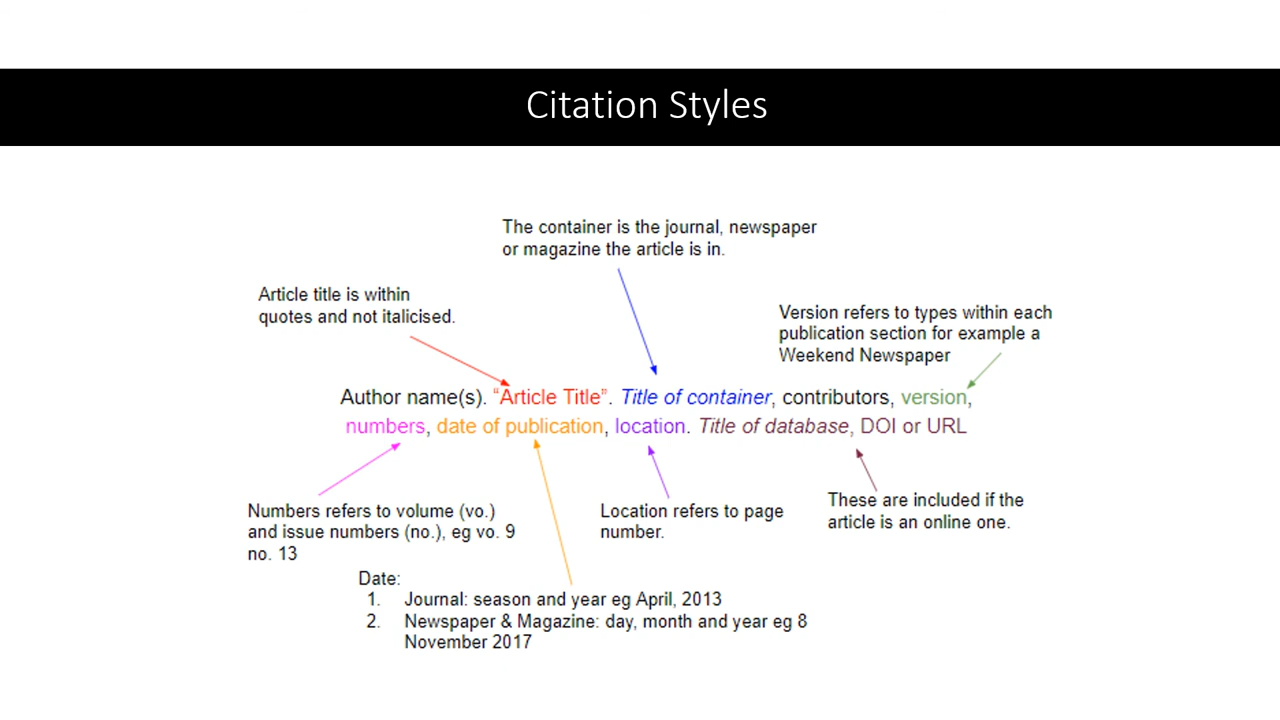 Citation Styles
The container is the journal, newspaper
or magazine the article is in.
Article title is within
quotes and not italicised.
Version refers to types within each
publication section for example a
Weekend Newspaper
Author name(s). “Article Title”. Title of container, contributors, version,
numbers, date of publication, location. Title of database, DOI or URL
Numbers refers to volume (vo.)
and issue numbers (no.), eg vo. 9
no. 13
Location refers to page
number.
These are included if the
article is an online one.
Date:
1. Journal: season and year eg April, 2013
2. Newspaper & Magazine: day, month and year eg 8
November 2017